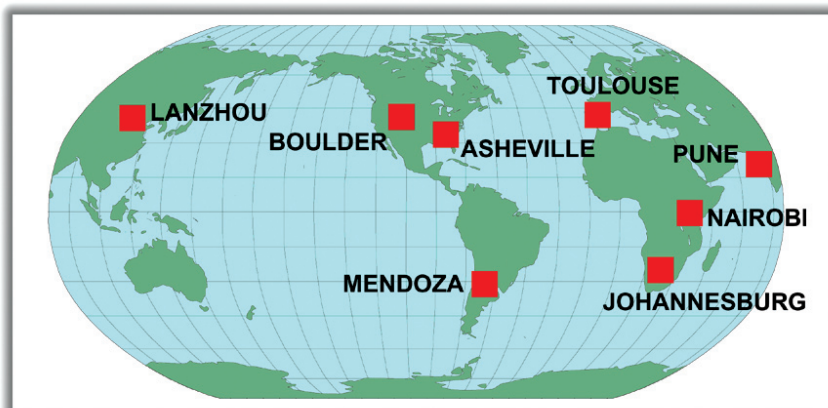 TOULOUSE
LANZHOU
BOULDER
ASHEVILLE
PUNE
NAIROBI
MENDOZA
JOHANNESBURG